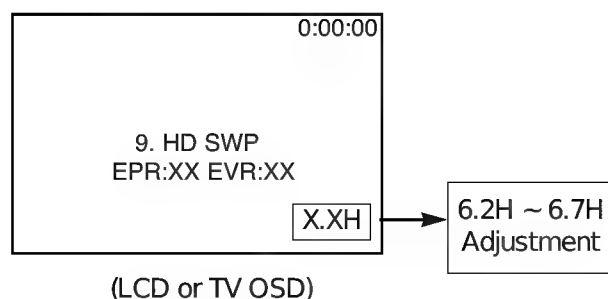 0:00:00
9. HD SWP
EPR:XX EVR:XX
X.XH
6.2H ~ 6.7H
Adjustment
(LCD or TV OSD)